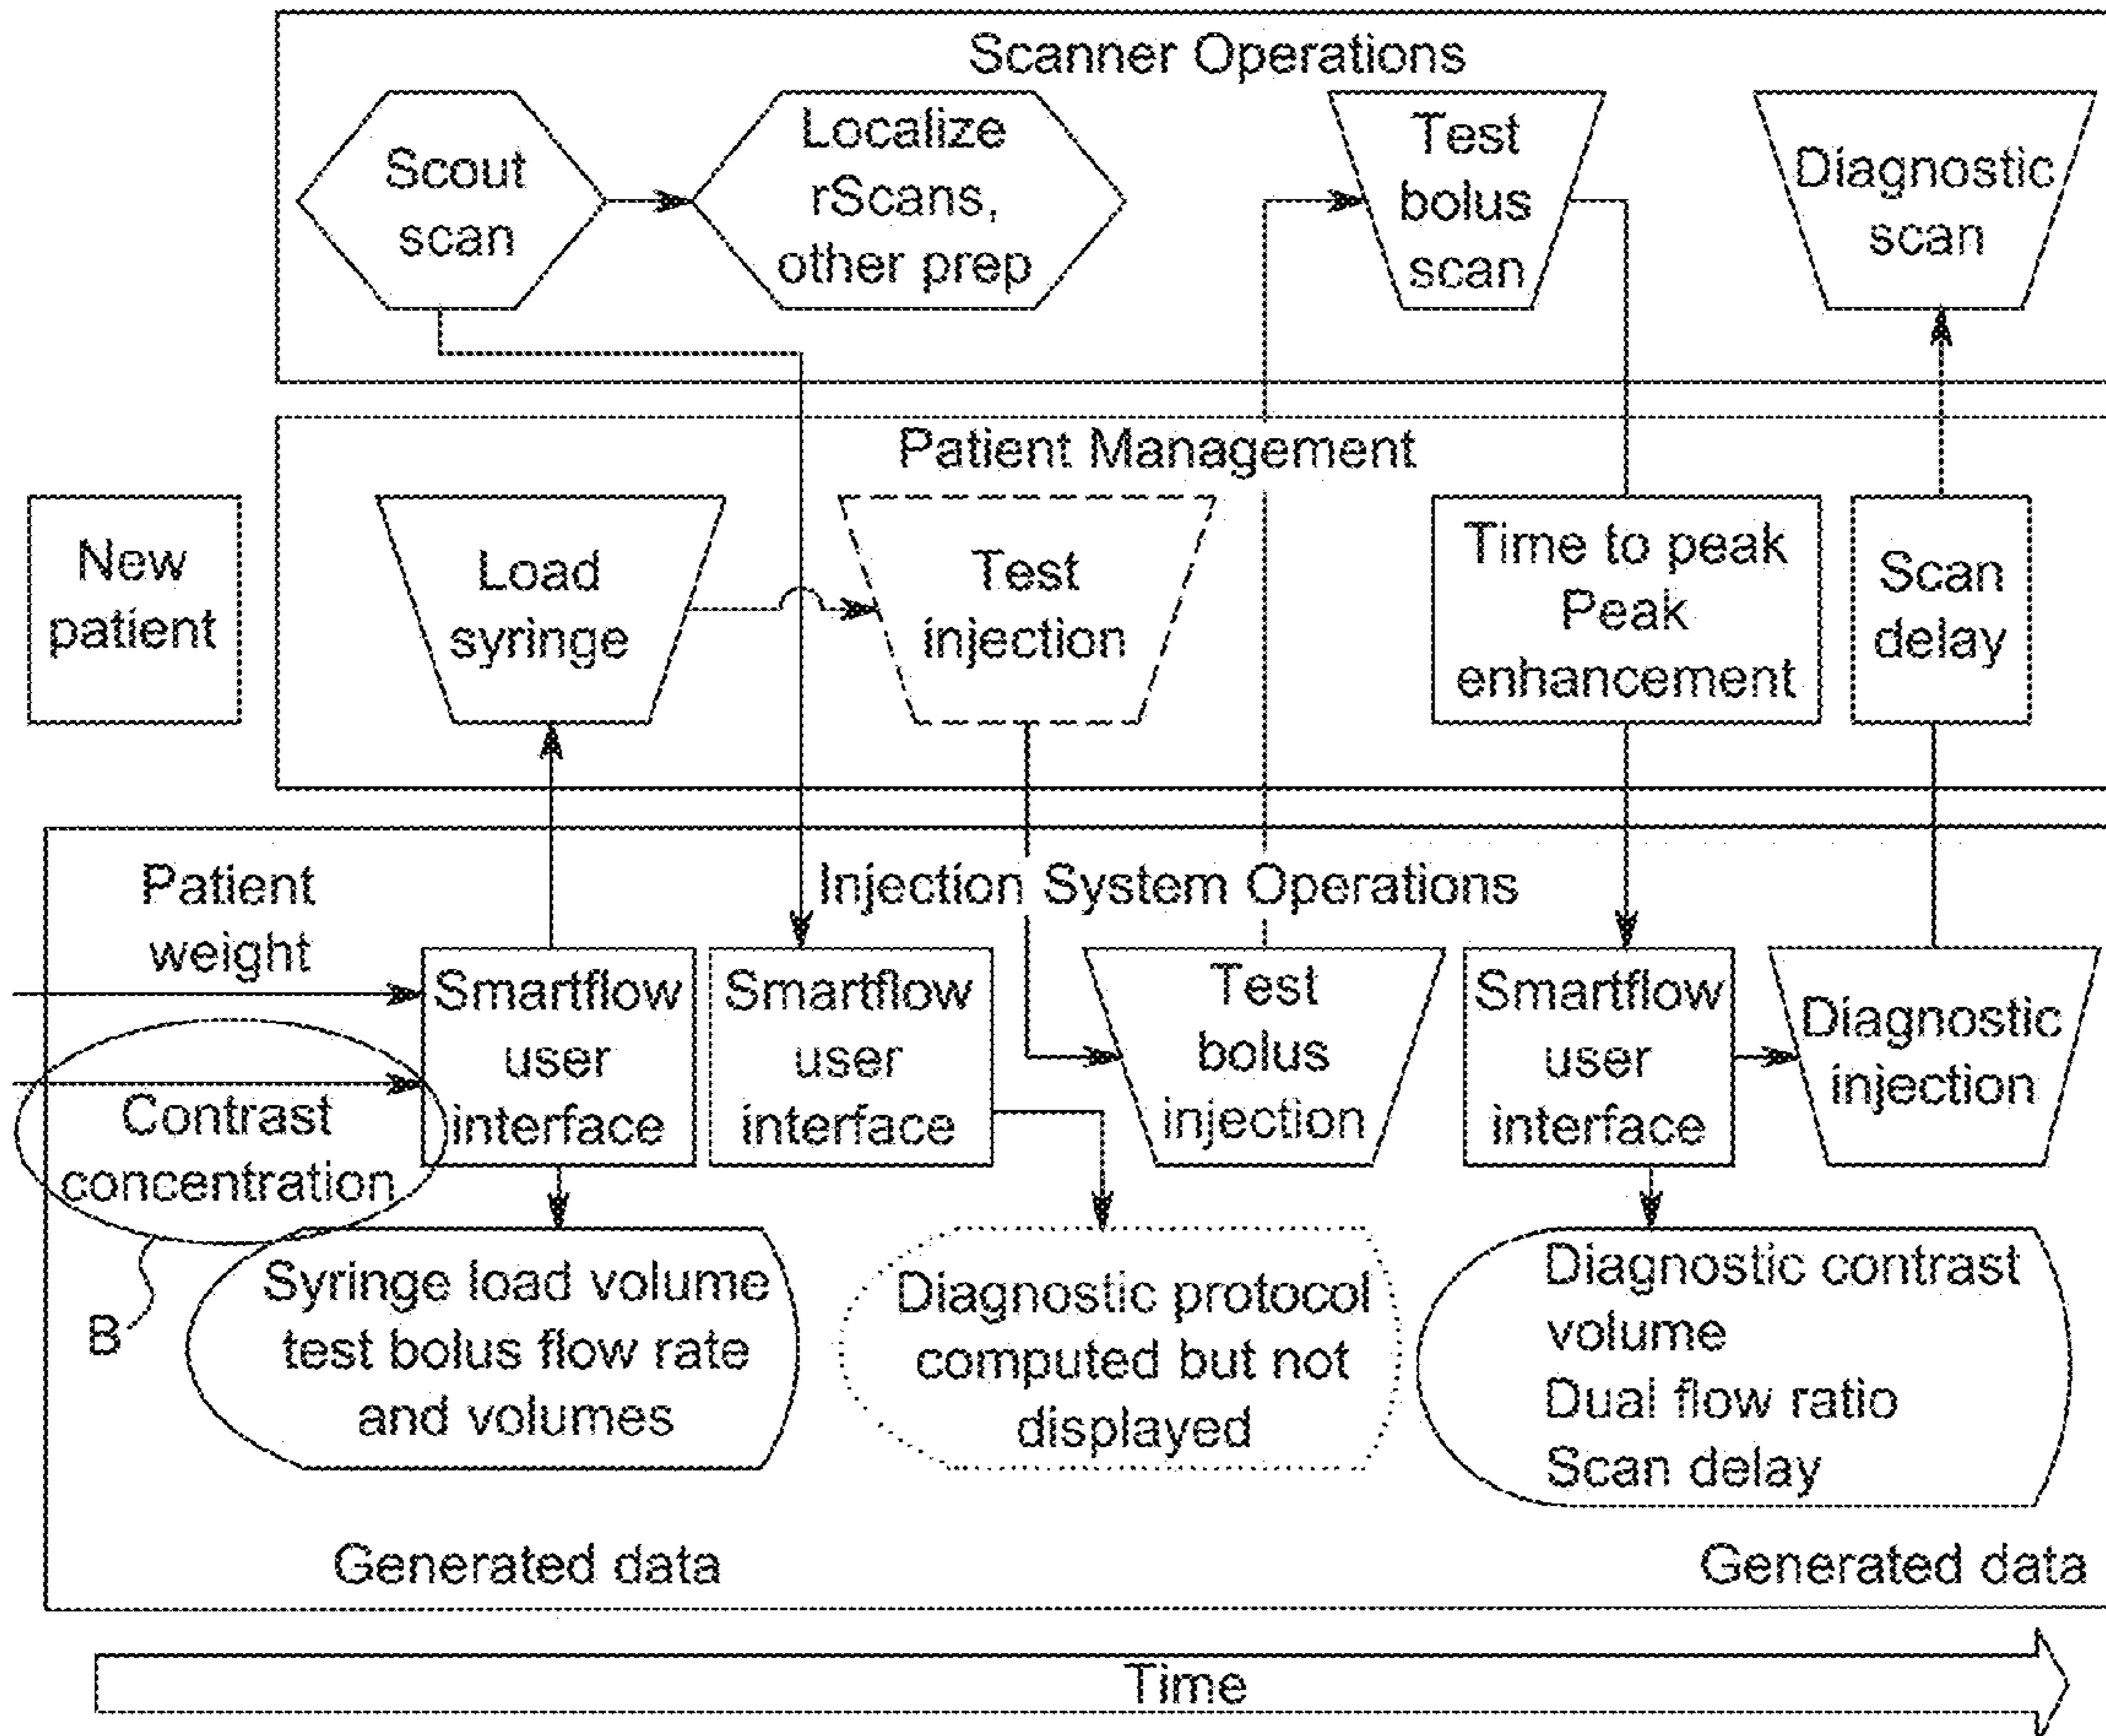 Scanner Operations
Scout
scan
Localize
rScans,
other prep
Test
bolus
scan
Diagnostic
scan
Patient Management
New
patient
Load
syringe
Test
injection
Time to peak
Peak
enhancement
Scan
delay
Injection System Operations
Patient
weight
Contrast
concentration
B
Smartflow
user
interface
Smartflow
user
interface
Test
bolus
injection
Smartflow
user
interface
Diagnostic
injection
Syringe load volume
test bolus flow rate
and volumes
Diagnostic protocol
computed but not
displayed
Diagnostic contrast
volume
Dual flow ratio
Scan delay
Generated data
Generated data
Time